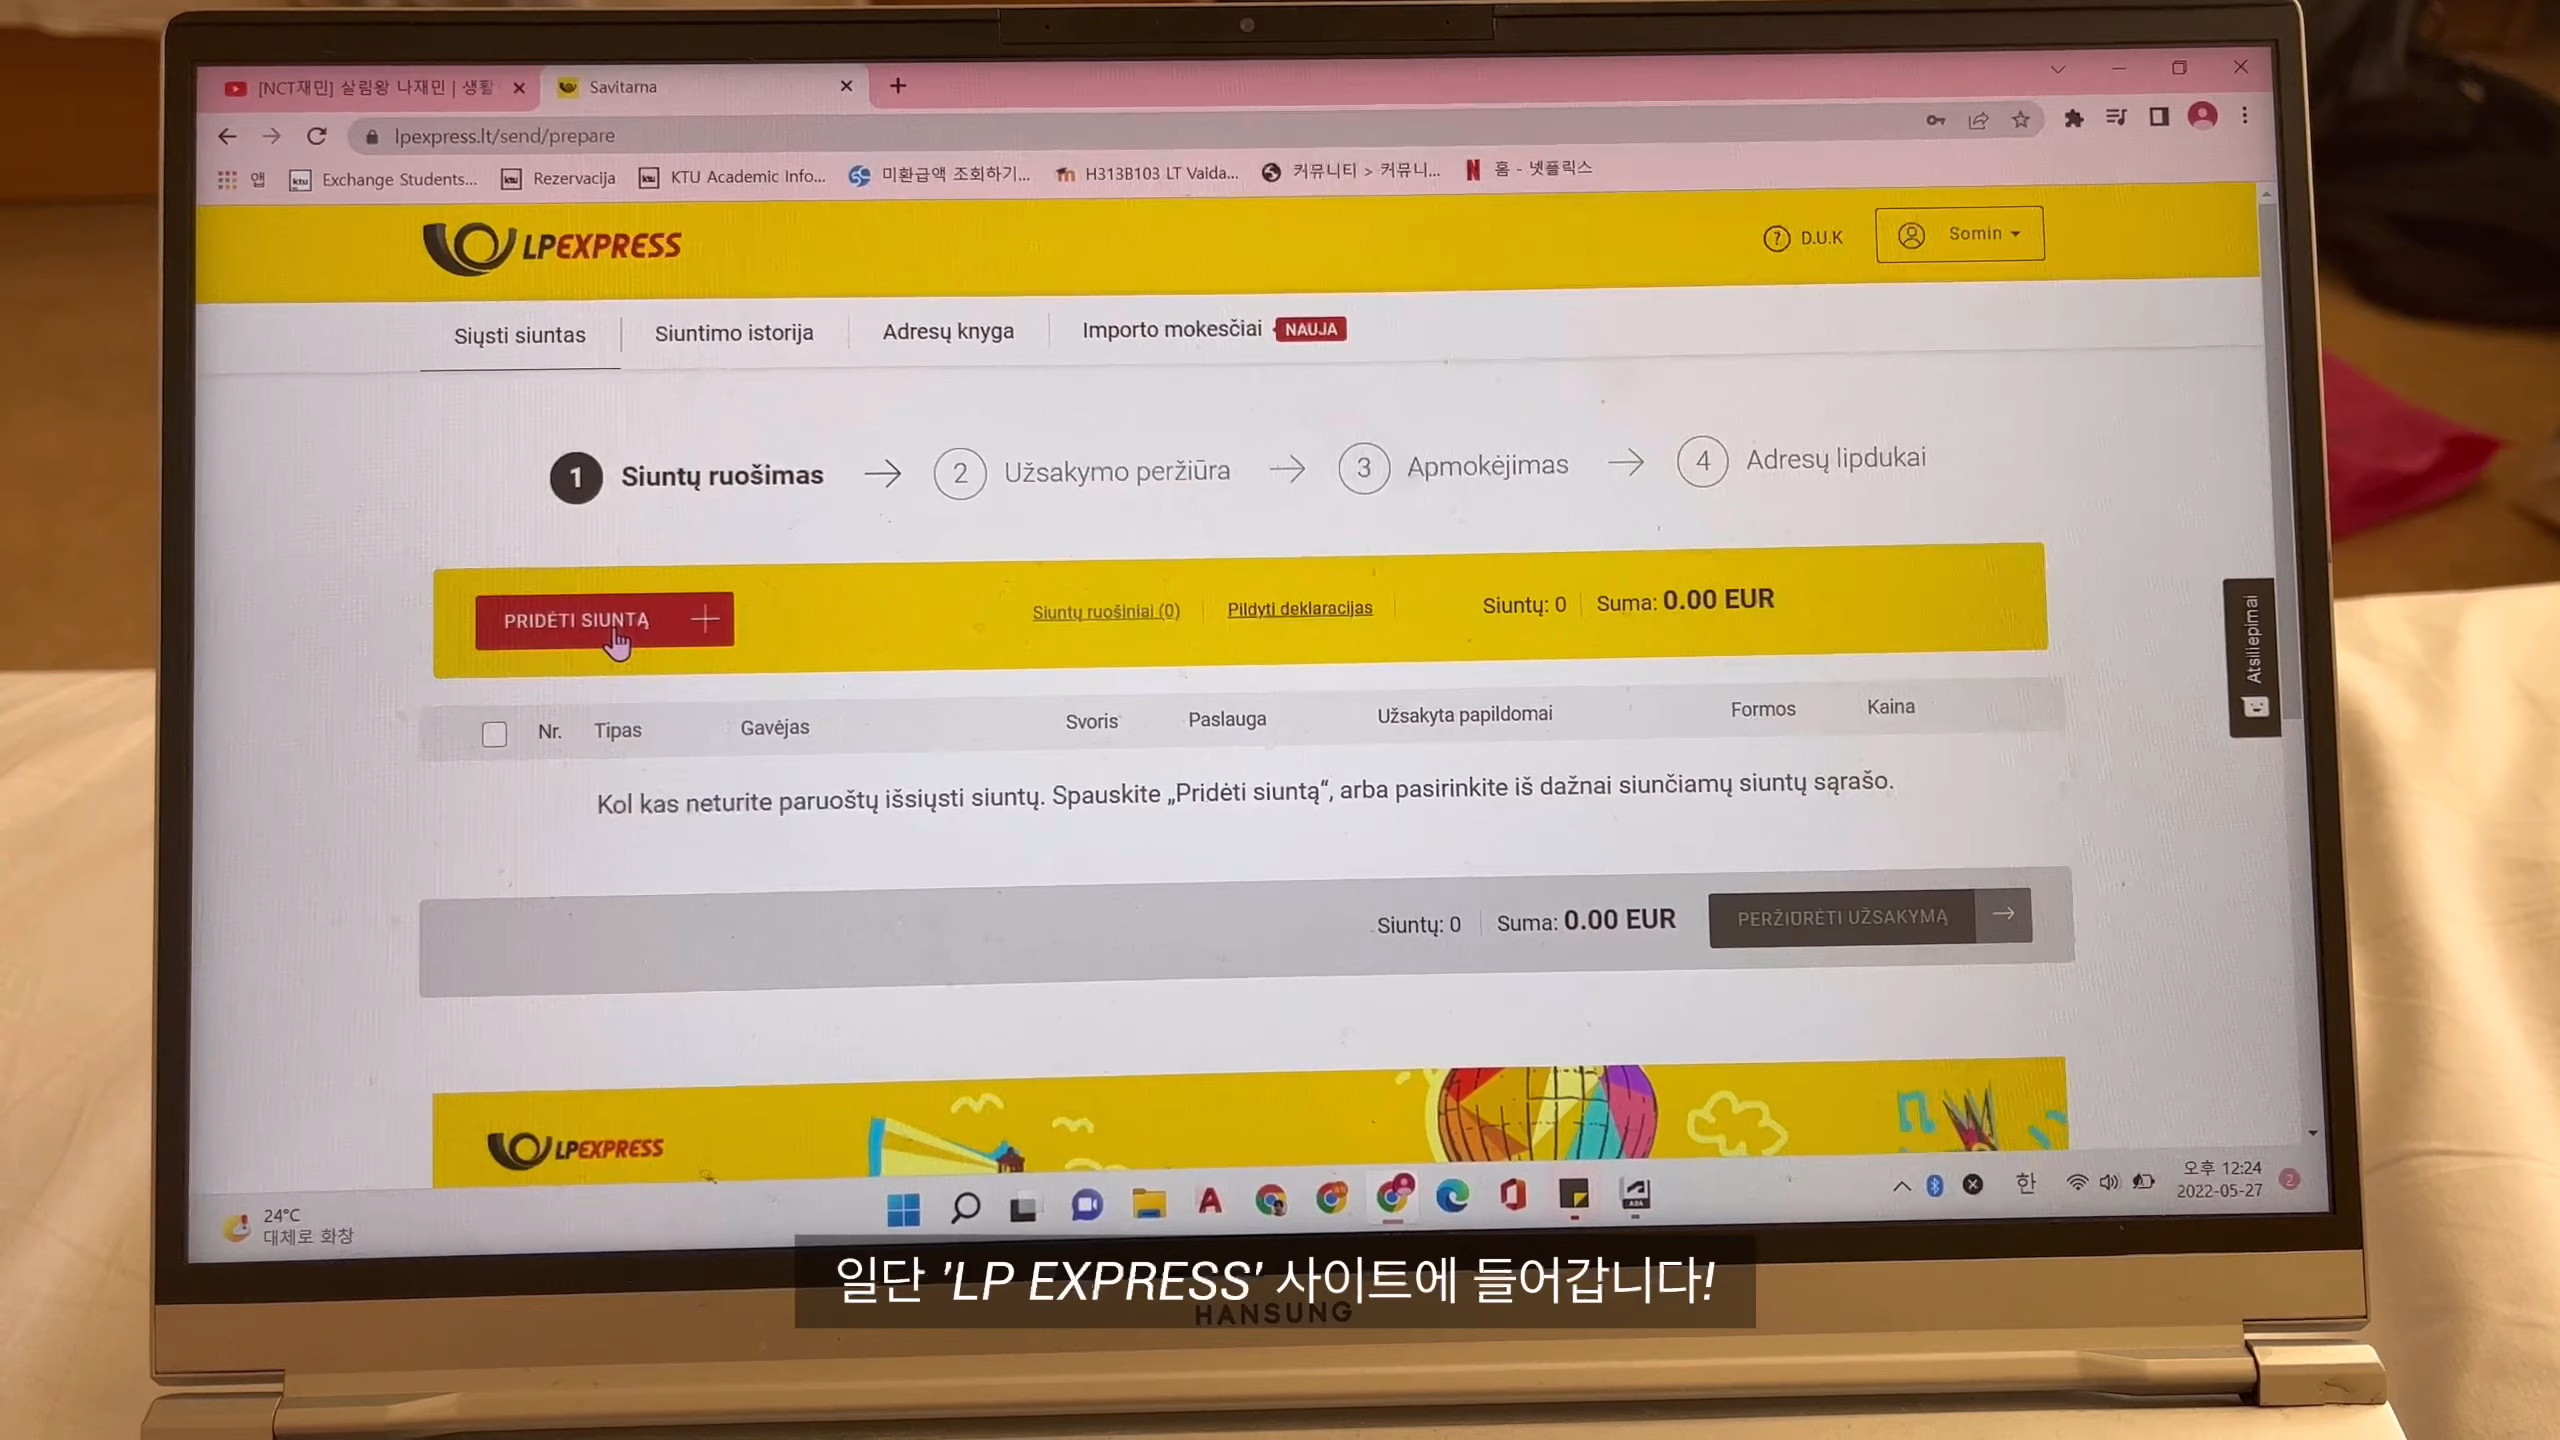 [NCT재민] 살림왕 나재민 | 생활
Savitarna
lpexpress.lt/send/prepare
앱
Exchange Students...
Rezervacija
KTU Academic Info...
미환급액 조회하기...
H313B103 LT Vaida...
커뮤니티 > 커뮤니...
홈 - 넷플릭스
LPEXPRESS
D.U.K
Somin
Siųsti siuntas
Siuntimo istorija
Adresų knyga
Importo mokesčiai NAUJA
1 Siuntų ruošimas
2 Užsakymo peržiūra
3 Apmokėjimas
4 Adresų lipdukai
PRIDĖTI SIUNTĄ
Siuntų ruošiniai (0)
Pildyti deklaracijas
Siuntų: 0
Suma: 0.00 EUR
Atsiliepimai
Nr. Tipas Gavėjas Svoris Paslauga Užsakyta papildomai Formos Kaina
Kol kas neturite paruoštų išsiųsti siuntų. Spauskite „Pridėti siuntą“, arba pasirinkite iš dažnai siunčiamų siuntų sąrašo.
Siuntų: 0
Suma: 0.00 EUR
PERŽIŪRĖTI UŽSAKYMĄ
LPEXPRESS
24°C
대체로 화창
한
오후 12:24
2022-05-27
2
일단 'LP EXPRESS' 사이트에 들어갑니다!
HANSUNG